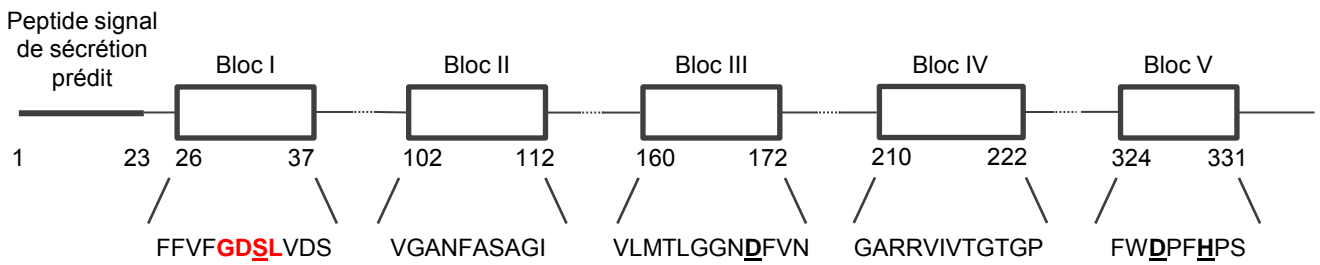 Peptide signal
de sécrétion
prédit
Bloc I
Bloc II
Bloc III
Bloc IV
Bloc V
1 23 26 37 102 112 160 172 210 222 324 331
FFVFGDSLVDS VGANFASAGI VLMTLGGNDFVN GARRVIVTGTGP FWDPFHPS